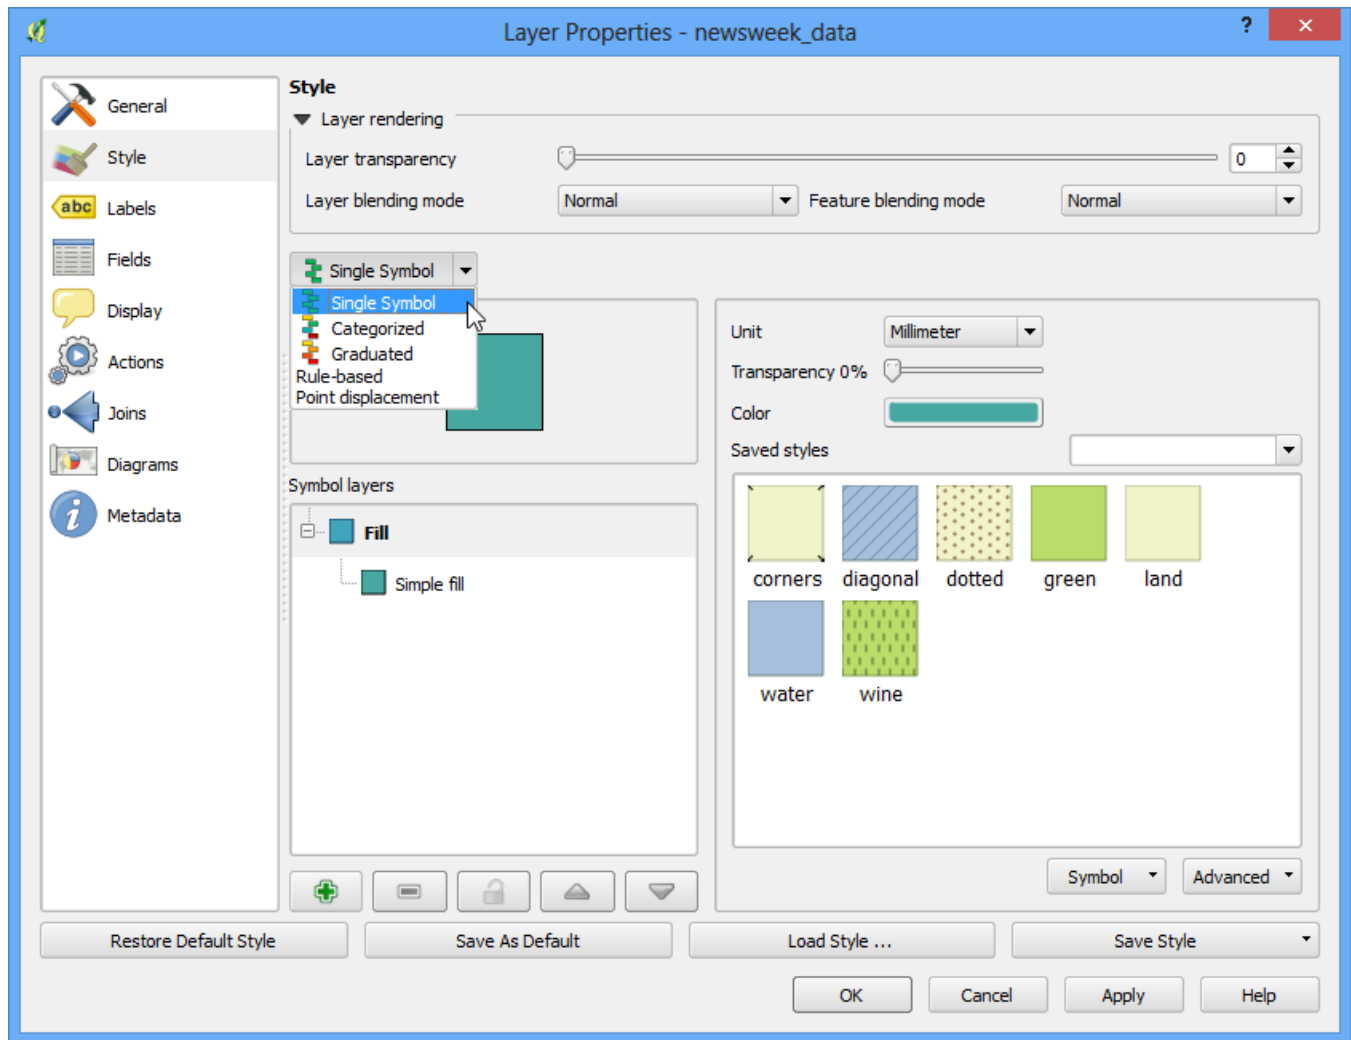 Layer Properties - newsweek_data
?
General
Style
abc Labels
Fields
Display
Actions
Joins
Diagrams
i Metadata
Style
Layer rendering
Layer transparency 0
Layer blending mode Normal Feature blending mode Normal
Single Symbol
Single Symbol
Categorized
Graduated
Rule-based
Point displacement
Symbol layers
Fill
Simple fill
Unit Millimeter
Transparency 0%
Color
Saved styles
corners diagonal dotted green land
water wine
Symbol Advanced
Restore Default Style Save As Default Load Style ... Save Style
OK Cancel Apply Help